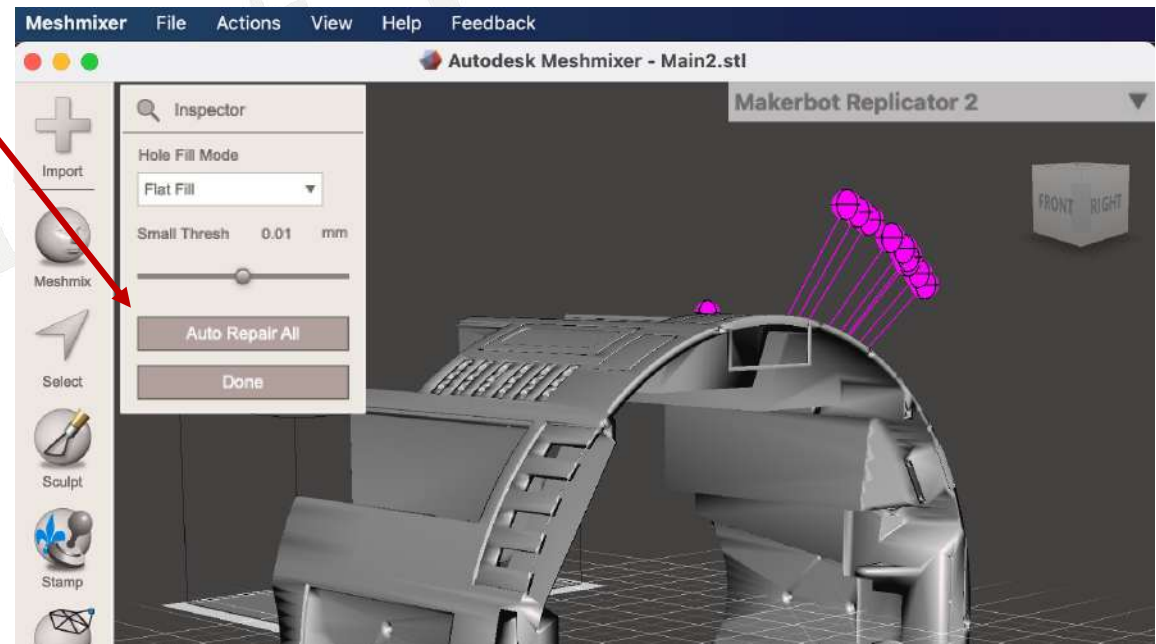 Meshmixer File Actions View Help Feedback
Autodesk Meshmixer - Main2.stl
Makerbot Replicator 2
Import
Meshmix
Select
Sculpt
Stamp
Inspector
Hole Fill Mode
Flat Fill
Small Thresh 0.01 mm
Auto Repair All
Done
FRONT RIGHT